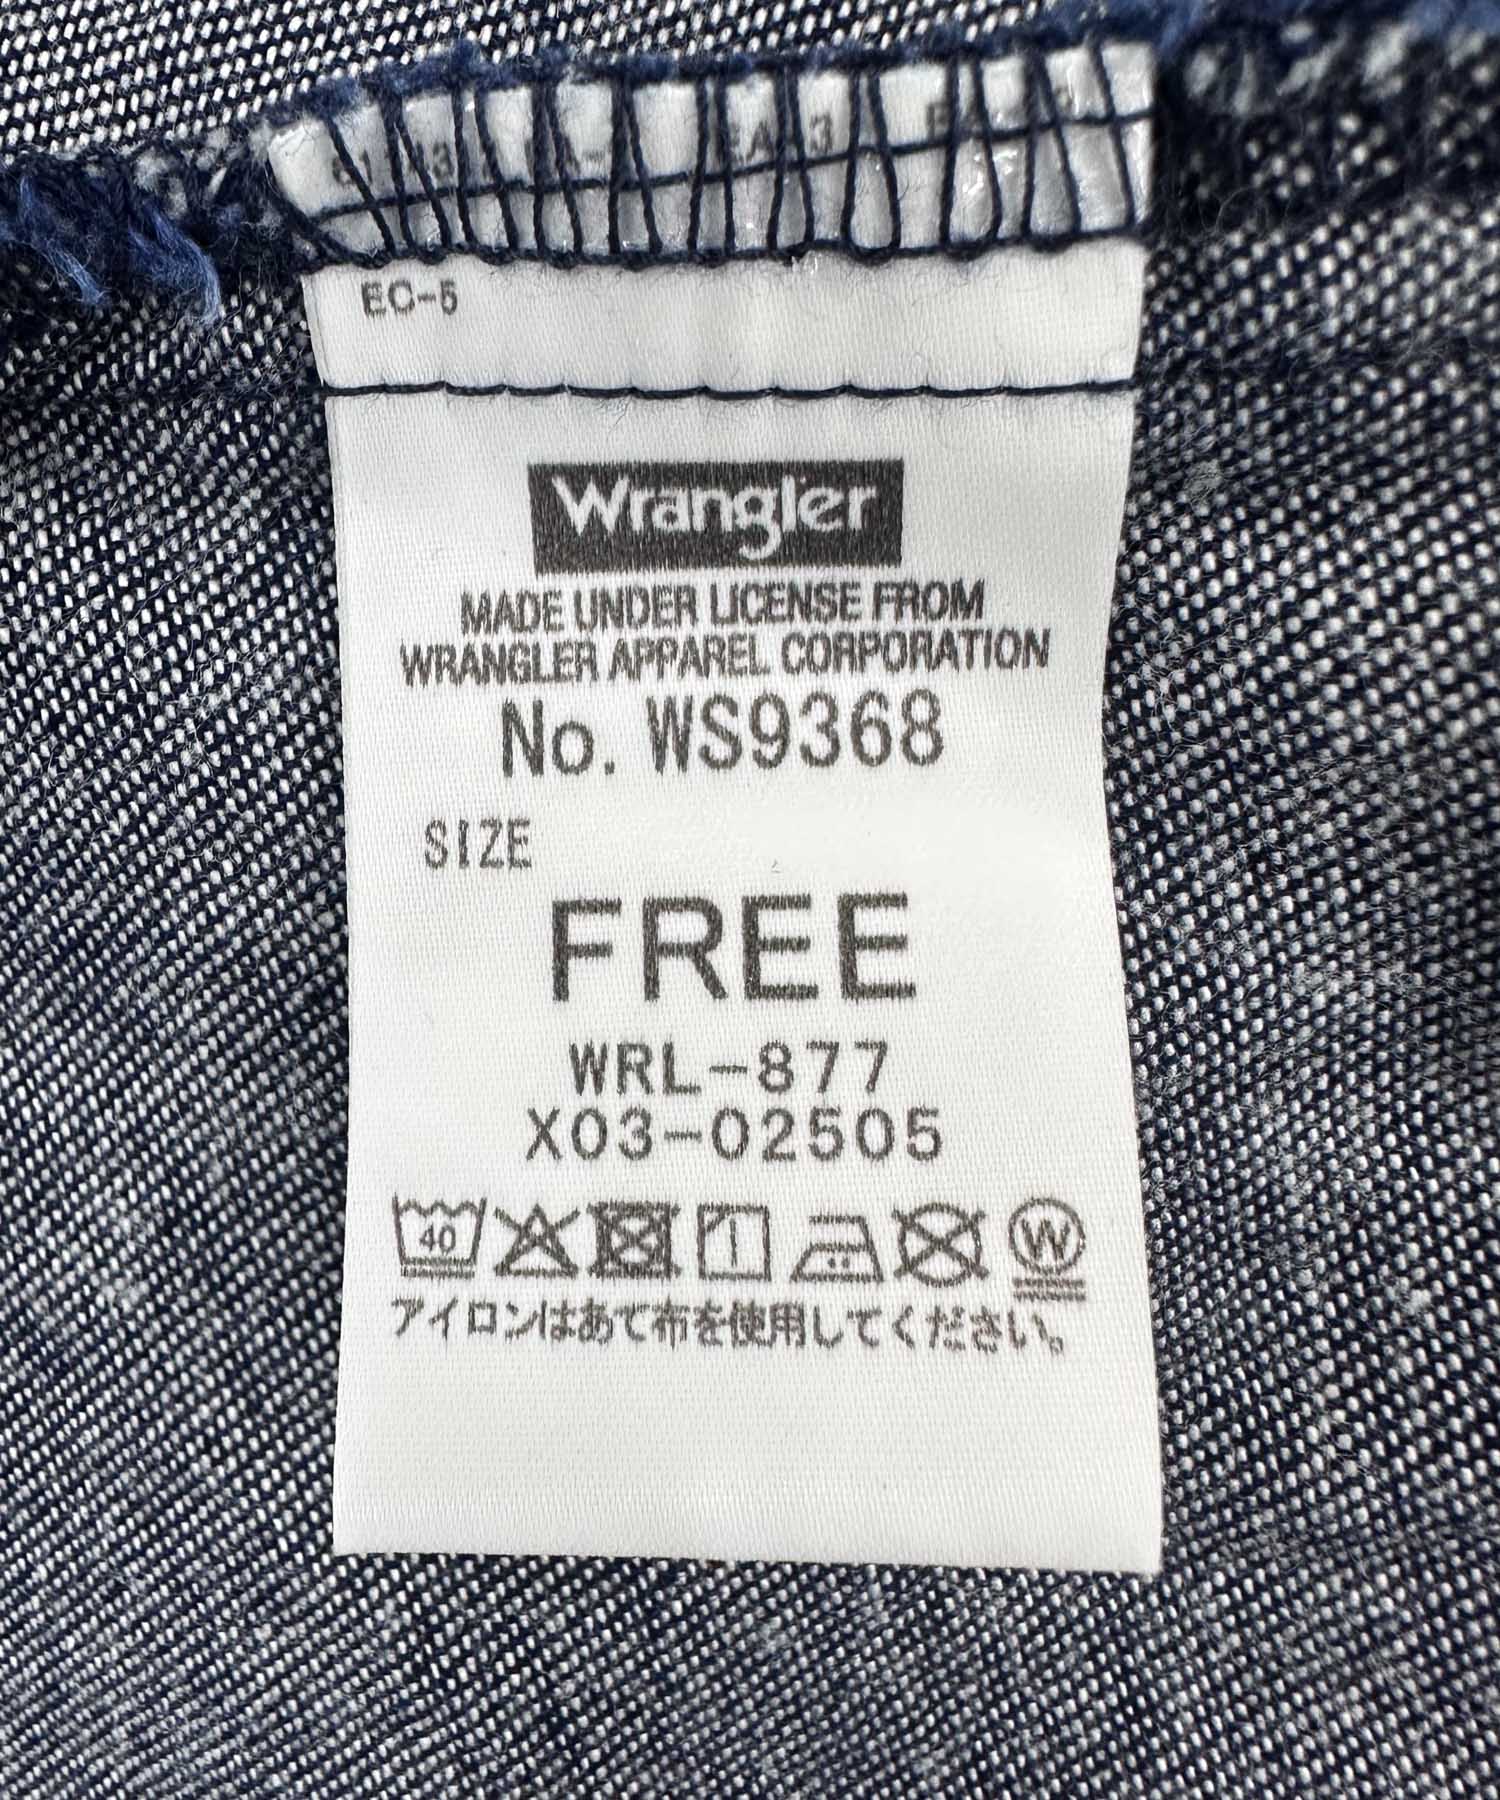 EC-5
Wrangler
MADE UNDER LICENSE FROM
WRANGLER APPAREL CORPORATION
No. WS9368
SIZE
FREE
WRL-877
X03-02505
40 W
アイロンはあて布を使用してください。